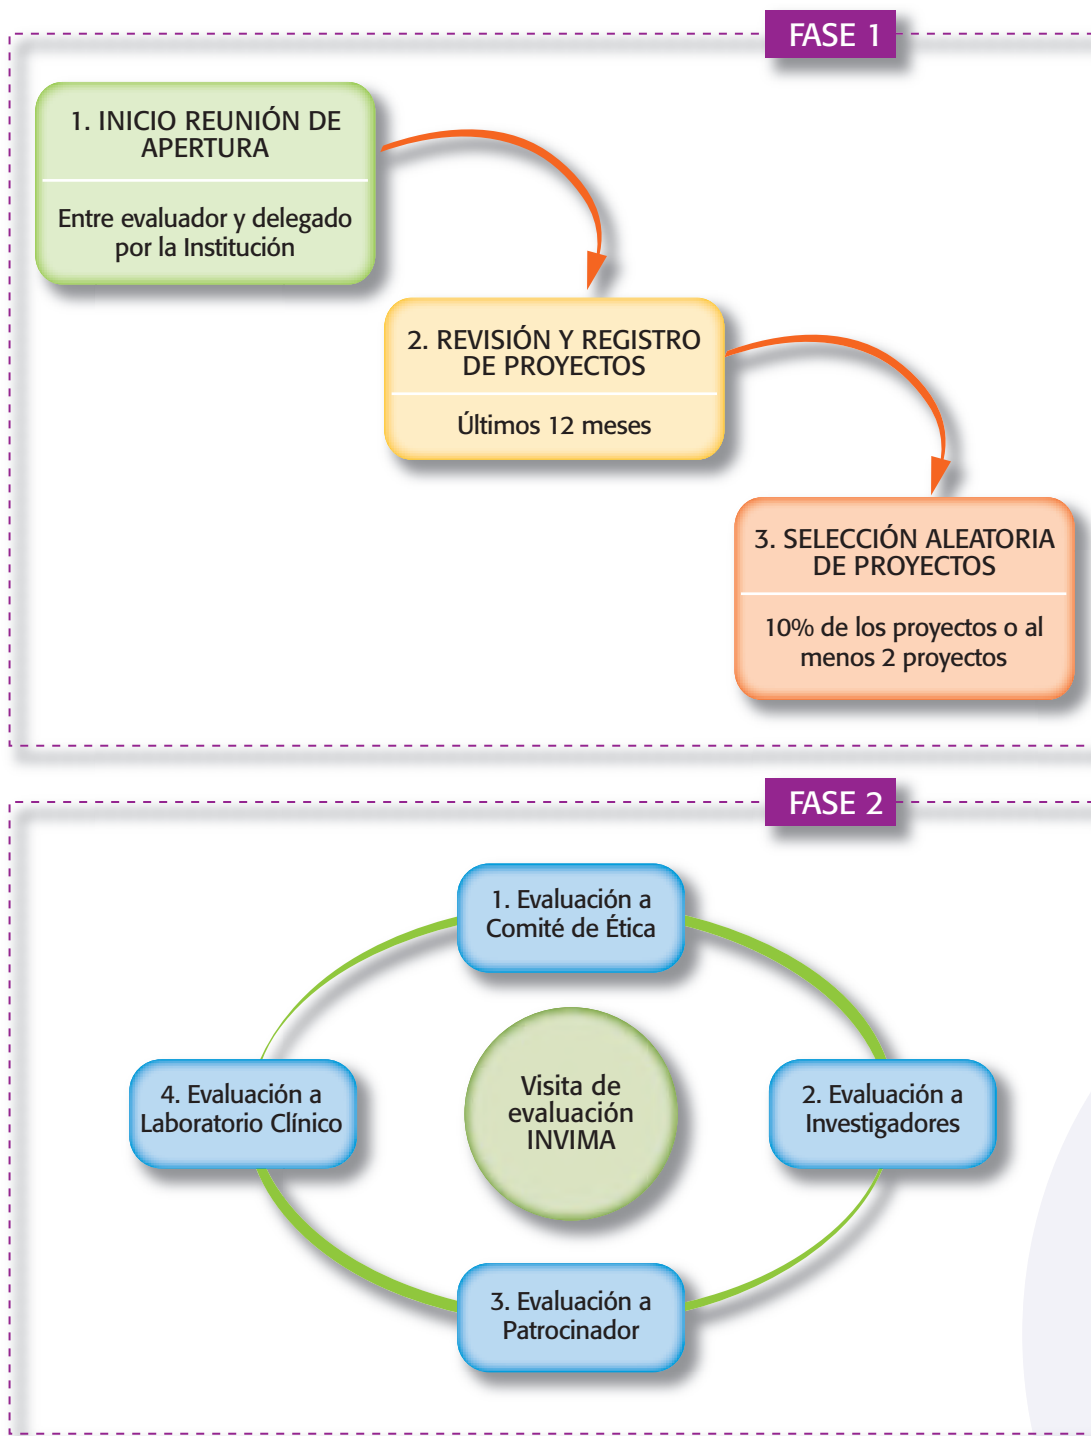 FASE 1
1. INICIO REUNIÓN DE
APERTURA
Entre evaluador y delegado
por la Institución
2. REVISIÓN Y REGISTRO
DE PROYECTOS
Últimos 12 meses
3. SELECCIÓN ALEATORIA
DE PROYECTOS
10% de los proyectos o al
menos 2 proyectos
FASE 2
1. Evaluación a
Comité de Ética
4. Evaluación a
Laboratorio Clínico
Visita de
evaluación
INVIMA
2. Evaluación a
Investigadores
3. Evaluación a
Patrocinador